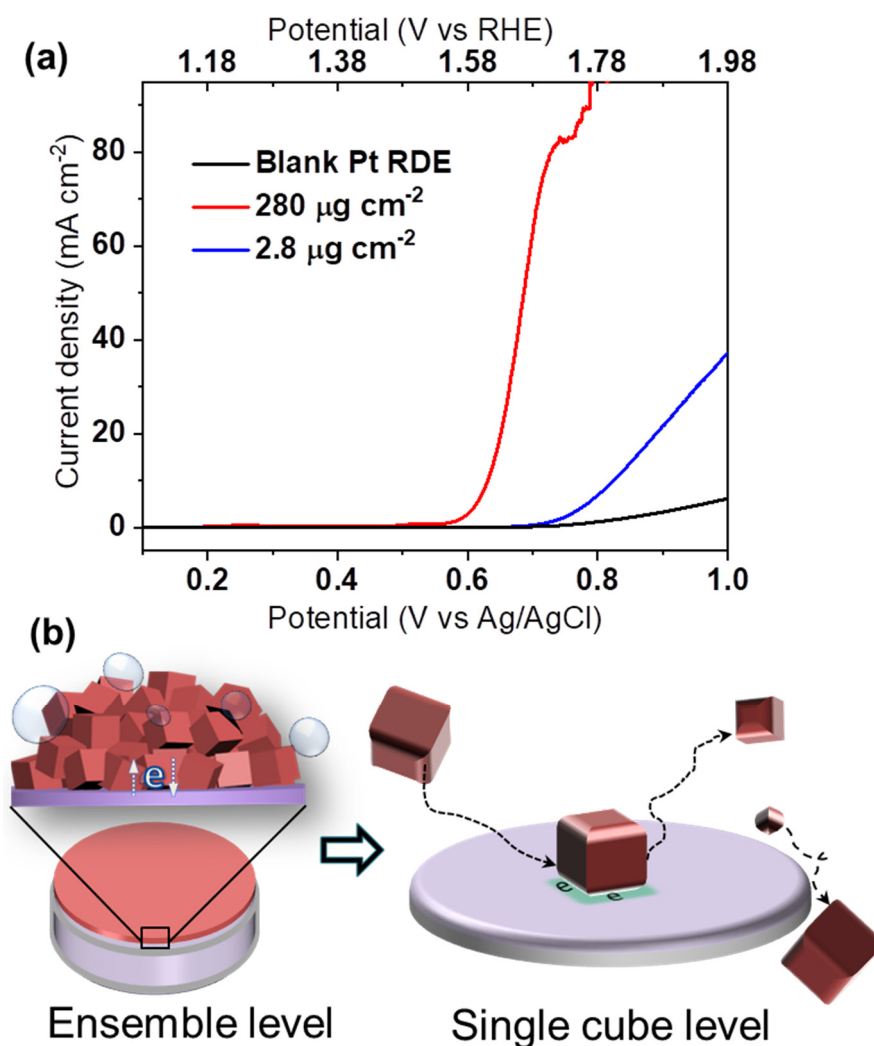 (a)
Potential (V vs RHE)
1.18 1.38 1.58 1.78 1.98
Blank Pt RDE
280 μg cm⁻²
2.8 μg cm⁻²
Current density (mA cm⁻²)
80
60
40
20
0
0.2 0.4 0.6 0.8 1.0
Potential (V vs Ag/AgCl)
(b)
e
e e
Ensemble level
Single cube level